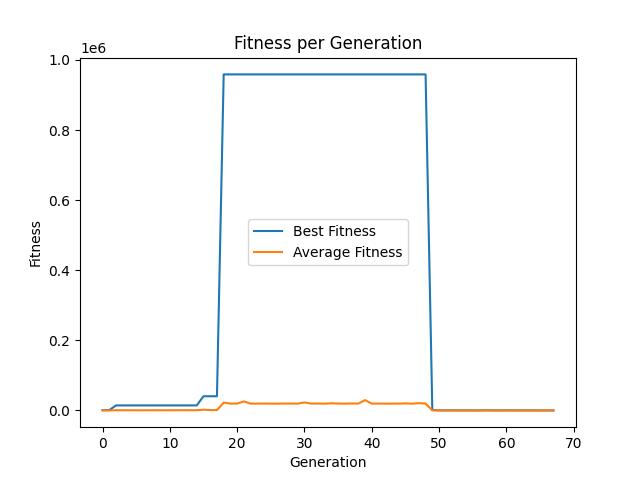 Fitness per Generation
1e6
1.0
0.8
0.6
0.4
0.2
0.0
Fitness
Best Fitness
Average Fitness
0 10 20 30 40 50 60 70
Generation